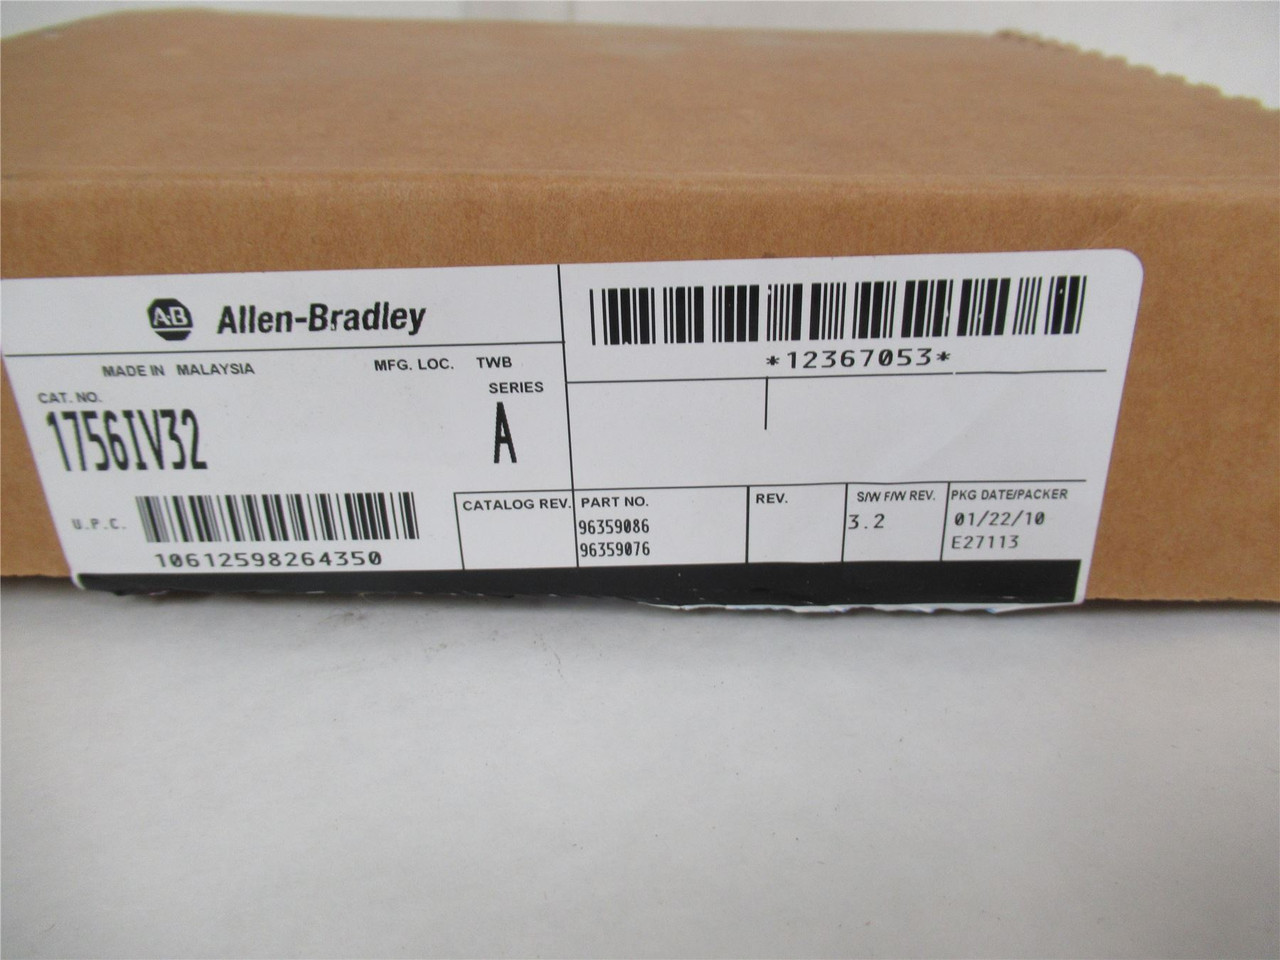 A-B Allen-Bradley
*12367053*
MADE IN MALAYSIA MFG. LOC. TWB
CAT. NO. SERIES
1756IV32 A
U.P.C.
10612598264350
CATALOG REV. PART NO. REV. S/W F/W REV. PKG DATE/PACKER
96359086 3.2 01/22/10
96359076 E27113